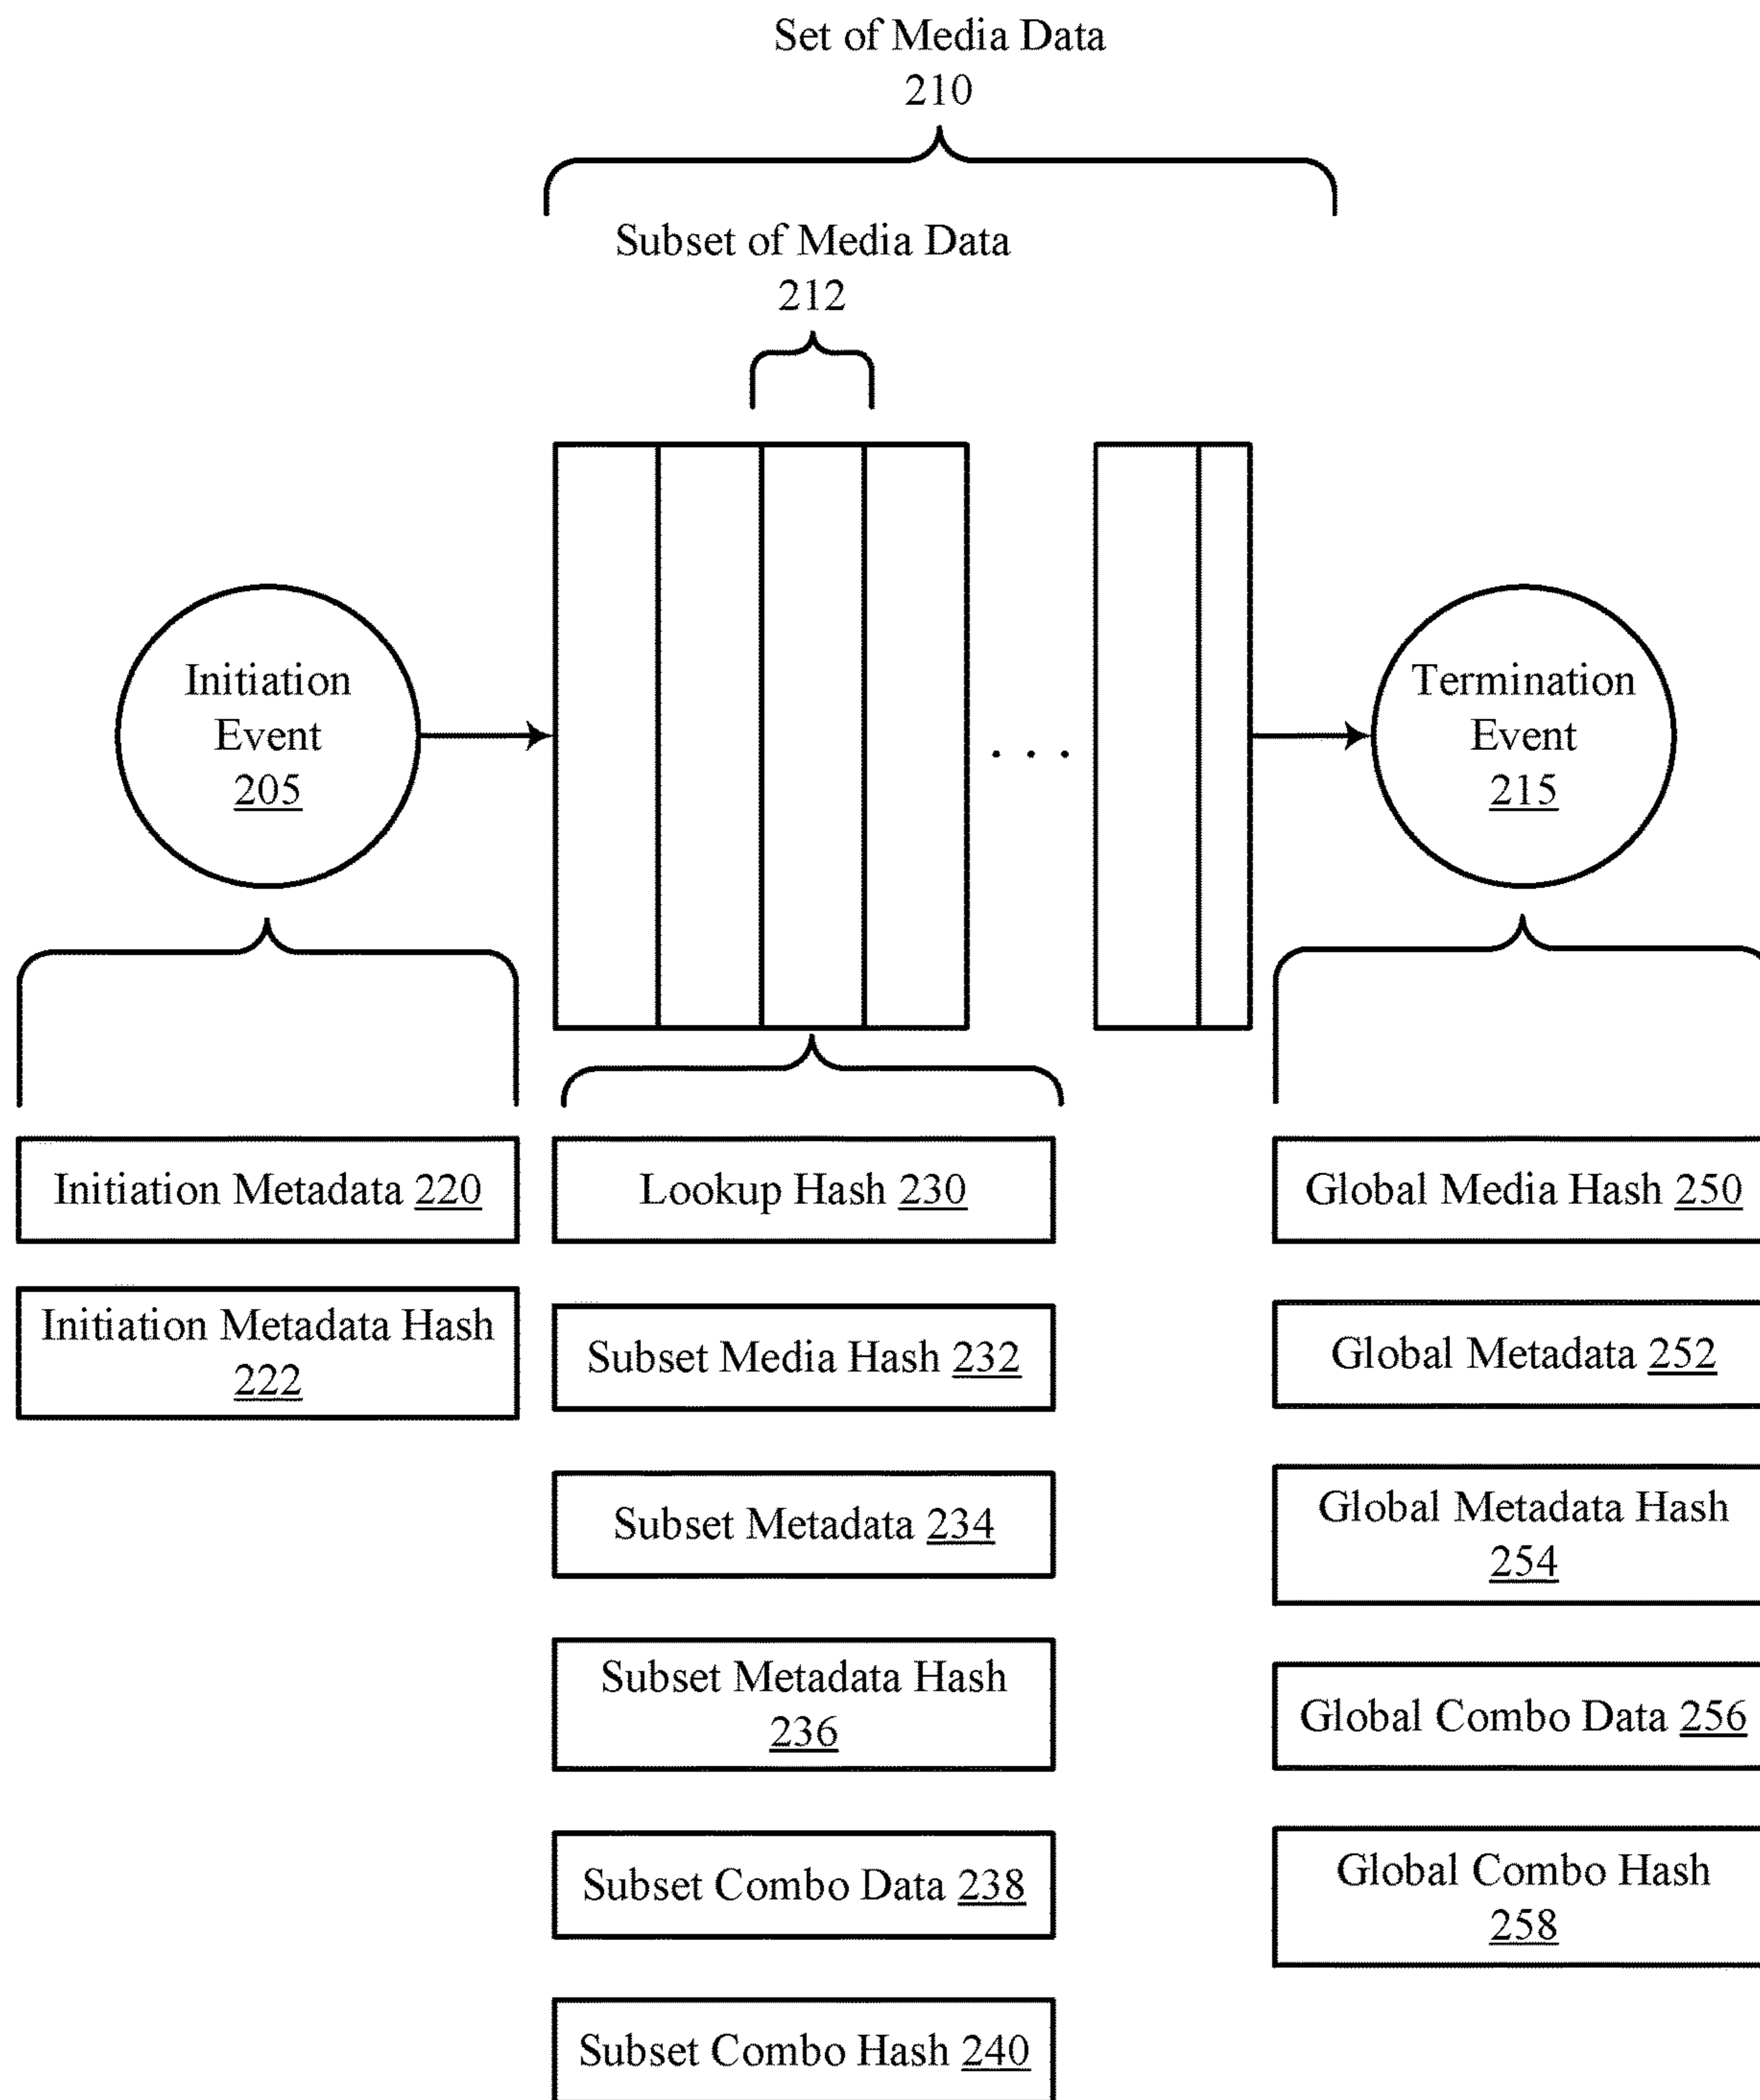 Set of Media Data
210
Subset of Media Data
212
Initiation
Event
205
. . .
Termination
Event
215
Initiation Metadata 220
Initiation Metadata Hash
222
Lookup Hash 230
Subset Media Hash 232
Subset Metadata 234
Subset Metadata Hash
236
Subset Combo Data 238
Subset Combo Hash 240
Global Media Hash 250
Global Metadata 252
Global Metadata Hash
254
Global Combo Data 256
Global Combo Hash
258